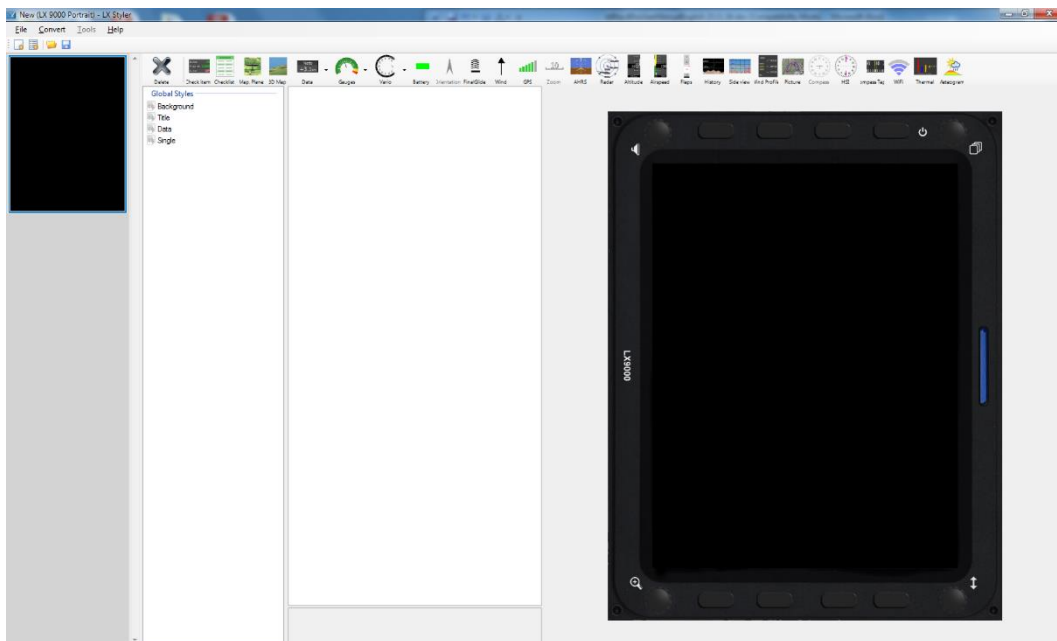 New (LX 9000 Portrait) - LX Styler
File Convert Tools Help
Delete Check Item Checklist Map Plane 3D Map Data Gauges Vario Battery Orientation FinalGlide GPS Wind Zoom AHRS Radar Altitude Airspeed Flaps History Side view Wind Profile Picture Compass HSI WiFi Thermal
Global Styles
Background
Title
Data
Single
LX9000